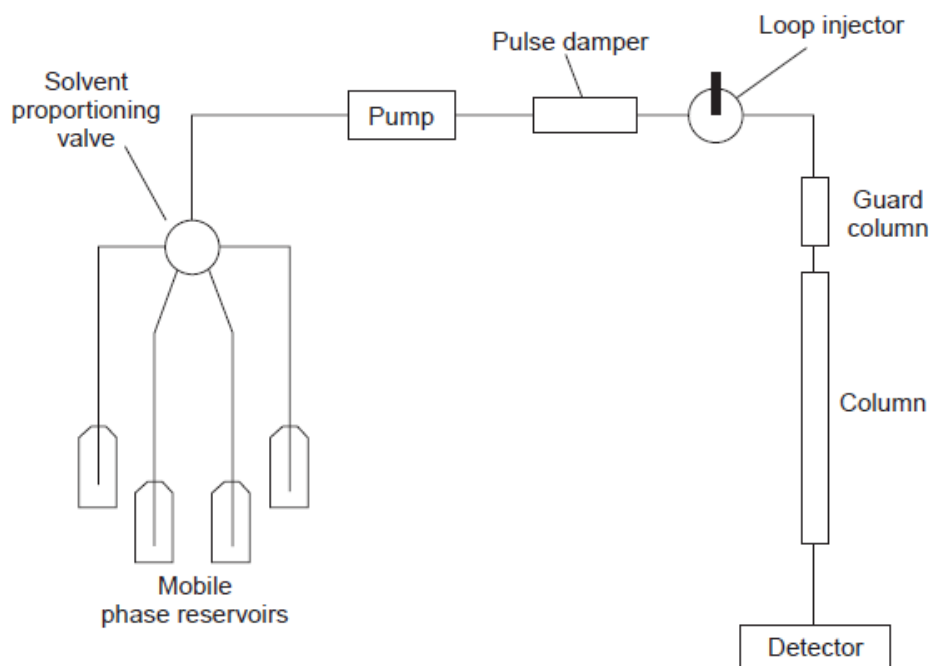 Solvent
proportioning
valve
Pump
Pulse damper
Loop injector
Guard
column
Column
Mobile
phase reservoirs
Detector